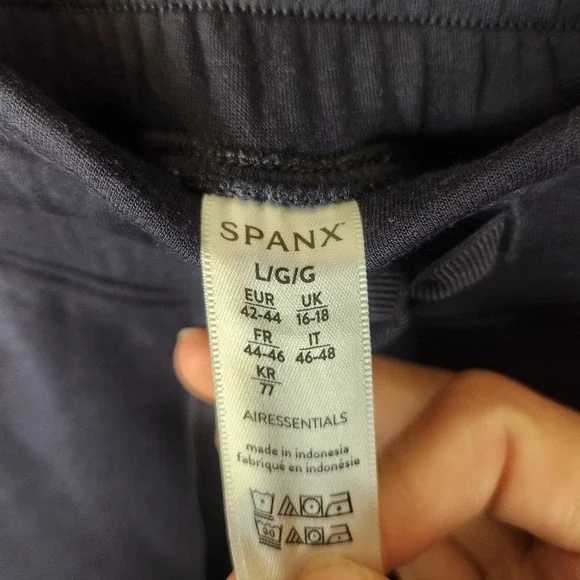 SPANX™
L/G/G
EUR UK
42-44 16-18
FR IT
44-46 46-48
KR
77
AIRESSENTIALS
made in indonesia
fabriqué en indonésie